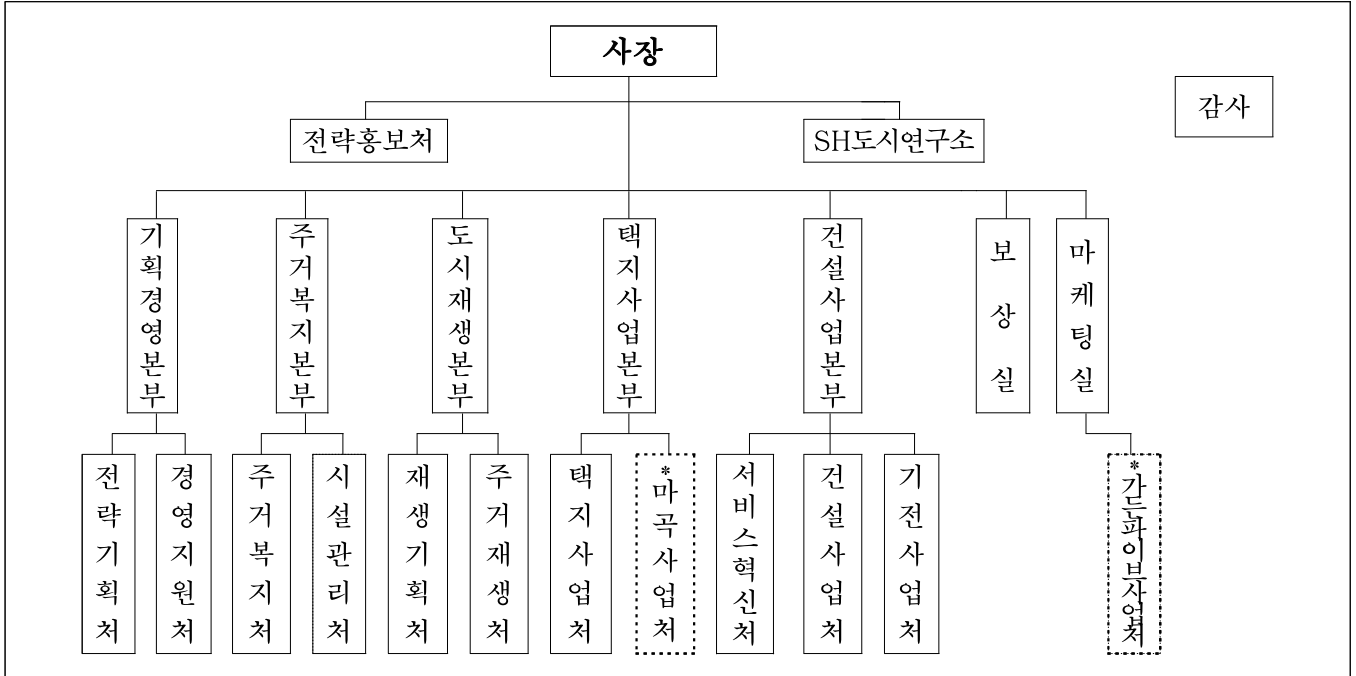 사장
감사
전략홍보처
SH도시연구소
기획경영본부
주거복지본부
도시재생본부
택지사업본부
건설사업본부
보상실
마케팅실
전략기획처
경영지원처
주거복지처
시설관리처
재생기획처
주거재생처
택지사업처
*마곡사업처
서비스혁신처
건설사업처
기전사업처
*가든파이브사업처